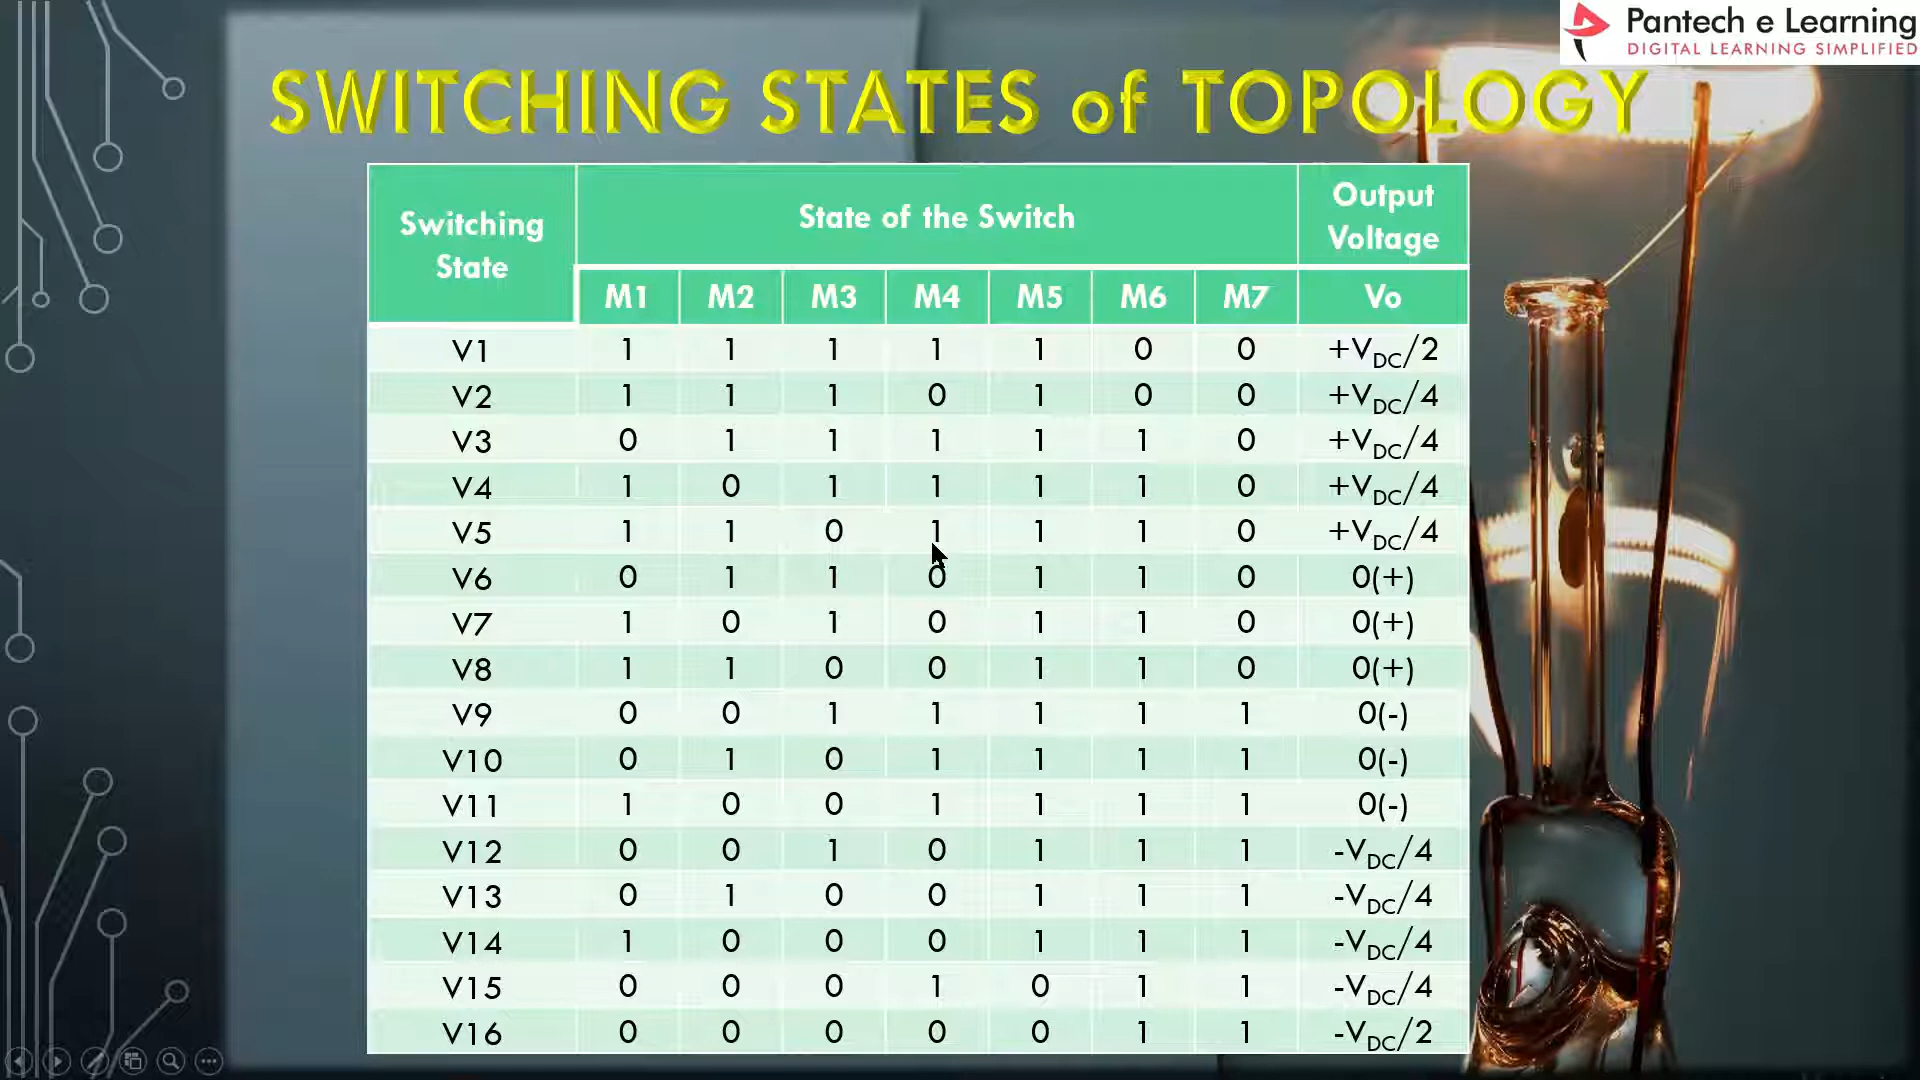 Pantech e Learning
DIGITAL LEARNING SIMPLIFIED
SWITCHING STATES of TOPOLOGY
Switching State | State of the Switch | Output Voltage
M1 M2 M3 M4 M5 M6 M7 Vo
V1 1 1 1 1 1 0 0 +VDC/2
V2 1 1 1 0 1 0 0 +VDC/4
V3 0 1 1 1 1 1 0 +VDC/4
V4 1 0 1 1 1 1 0 +VDC/4
V5 1 1 0 1 1 1 0 +VDC/4
V6 0 1 1 0 1 1 0 0(+)
V7 1 0 1 0 1 1 0 0(+)
V8 1 1 0 0 1 1 0 0(+)
V9 0 0 1 1 1 1 1 0(-)
V10 0 1 0 1 1 1 1 0(-)
V11 1 0 0 1 1 1 1 0(-)
V12 0 0 1 0 1 1 1 -VDC/4
V13 0 1 0 0 1 1 1 -VDC/4
V14 1 0 0 0 1 1 1 -VDC/4
V15 0 0 0 1 0 1 1 -VDC/4
V16 0 0 0 0 0 1 1 -VDC/2